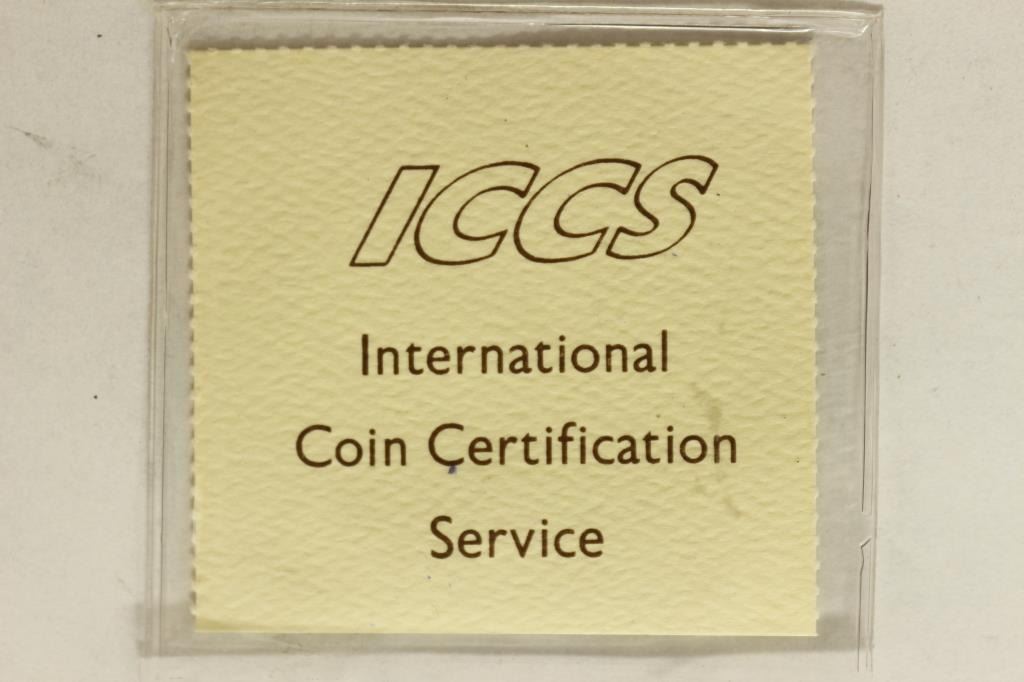 ICCS
International
Coin Certification
Service